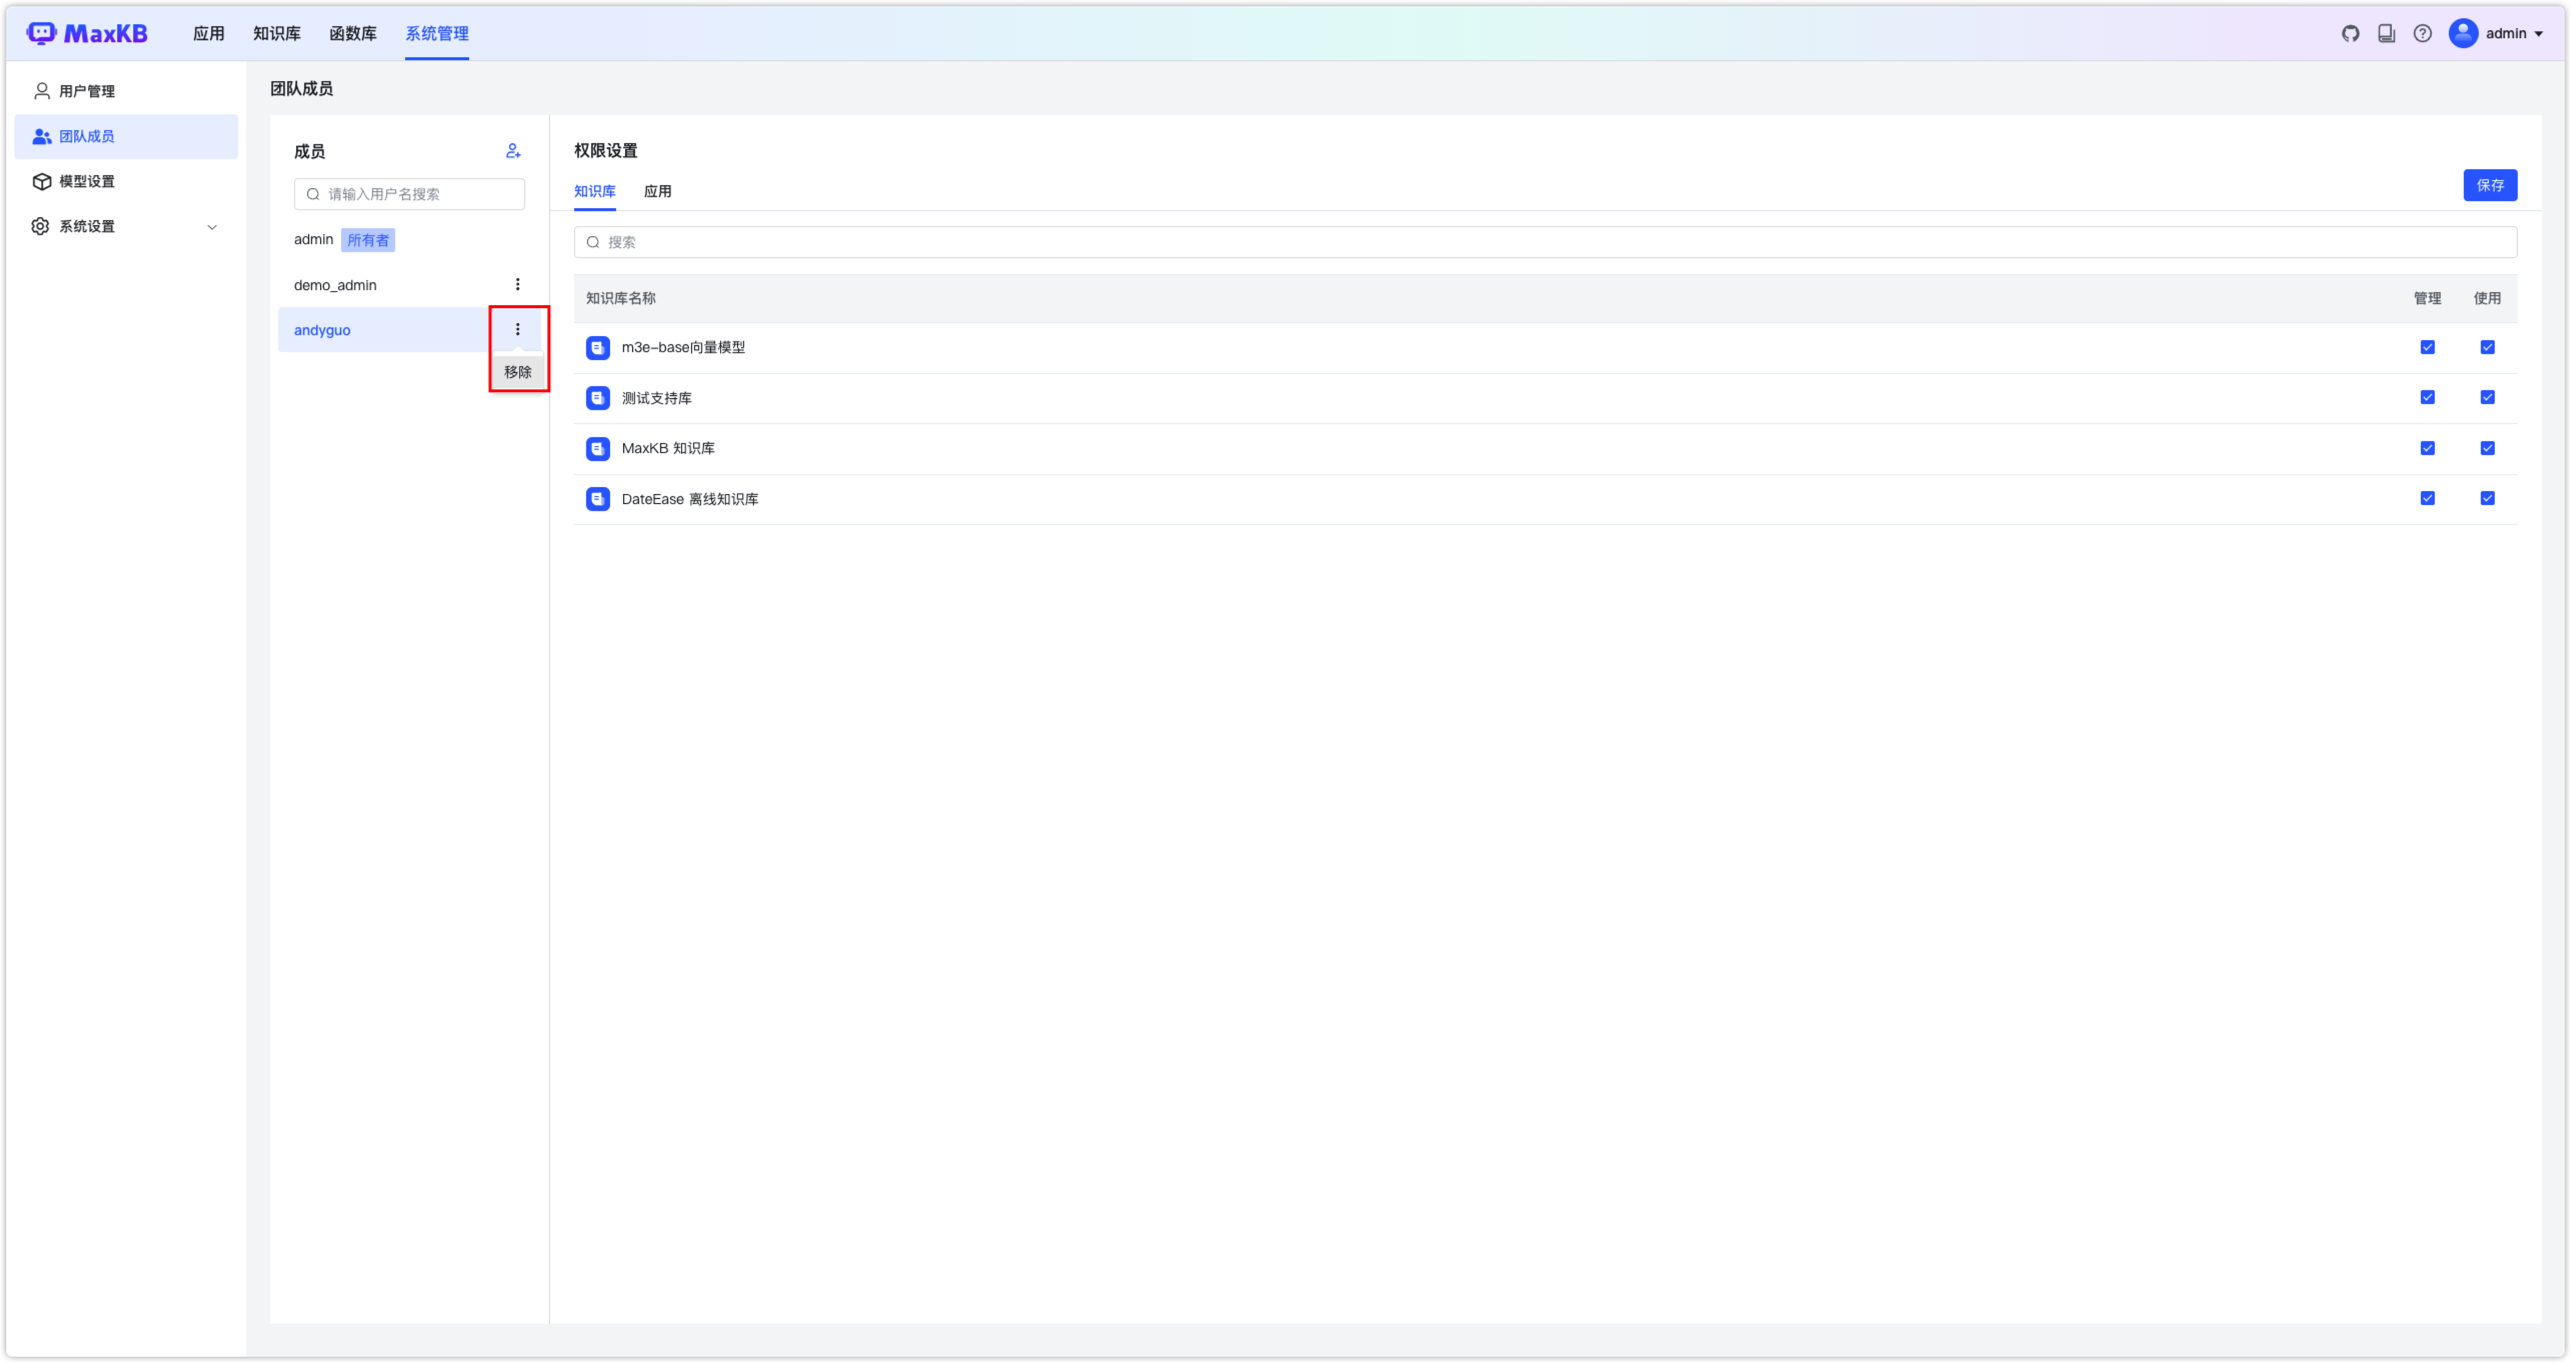 MaxKB 应用 知识库 函数库 系统管理 admin
用户管理
团队成员
模型设置
系统设置
团队成员
成员
请输入用户名搜索
admin 所有者
demo_admin
andyguo
移除
权限设置
知识库 应用
保存
搜索
知识库名称 管理 使用
m3e-base向量模型
测试支持库
MaxKB 知识库
DateEase 离线知识库